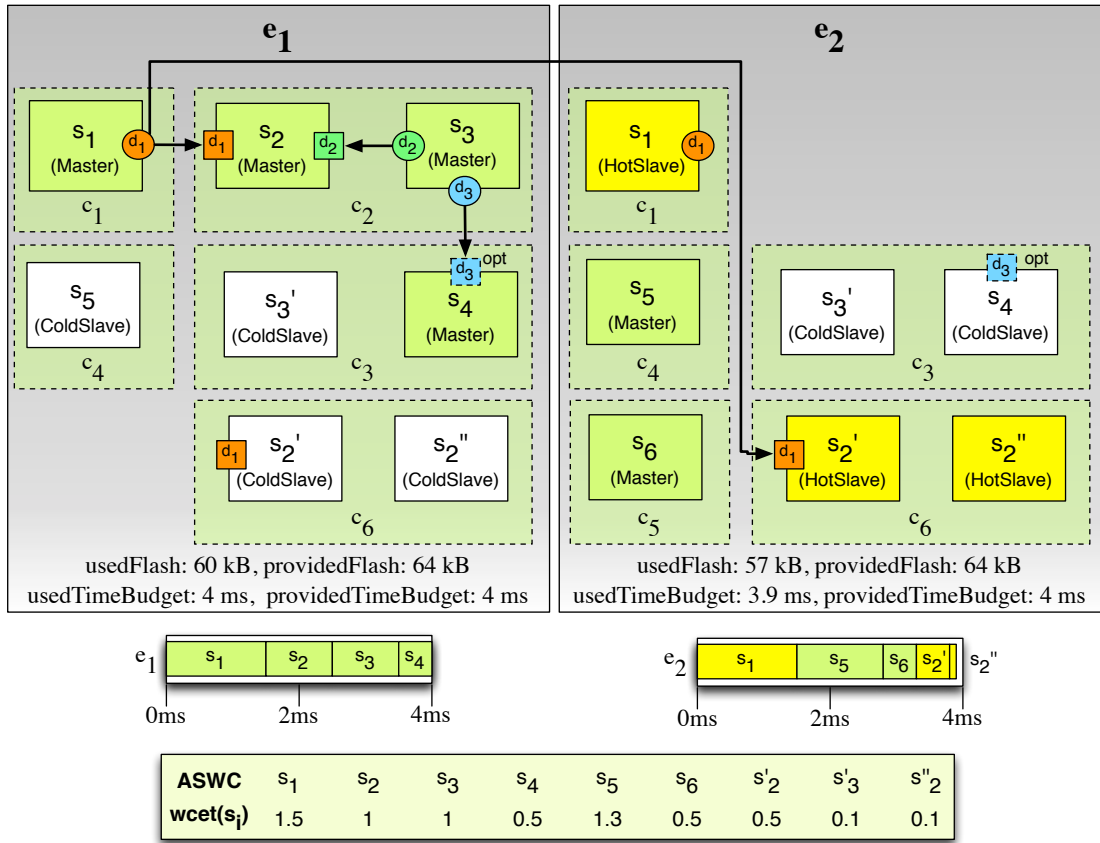 e1
e2
s1
(Master)
d1
c1
d1
s2
(Master)
d2
d2
s3
(Master)
d3
c2
s5
(ColdSlave)
c4
s3'
(ColdSlave)
d3
opt
s4
(Master)
c3
d1
s2'
(ColdSlave)
s2"
(ColdSlave)
c6
usedFlash: 60 kB, providedFlash: 64 kB
usedTimeBudget: 4 ms, providedTimeBudget: 4 ms
s1
(HotSlave)
d1
c1
s5
(Master)
c4
s3'
(ColdSlave)
d3
opt
s4
(ColdSlave)
c3
s6
(Master)
c5
d1
s2'
(HotSlave)
s2"
(HotSlave)
c6
usedFlash: 57 kB, providedFlash: 64 kB
usedTimeBudget: 3.9 ms, providedTimeBudget: 4 ms
e1 s1 s2 s3 s4
0ms 2ms 4ms
e2 s1 s5 s6 s2' s2"
0ms 2ms 4ms
ASWC s1 s2 s3 s4 s5 s6 s'2 s'3 s"2
wcet(si) 1.5 1 1 0.5 1.3 0.5 0.5 0.1 0.1